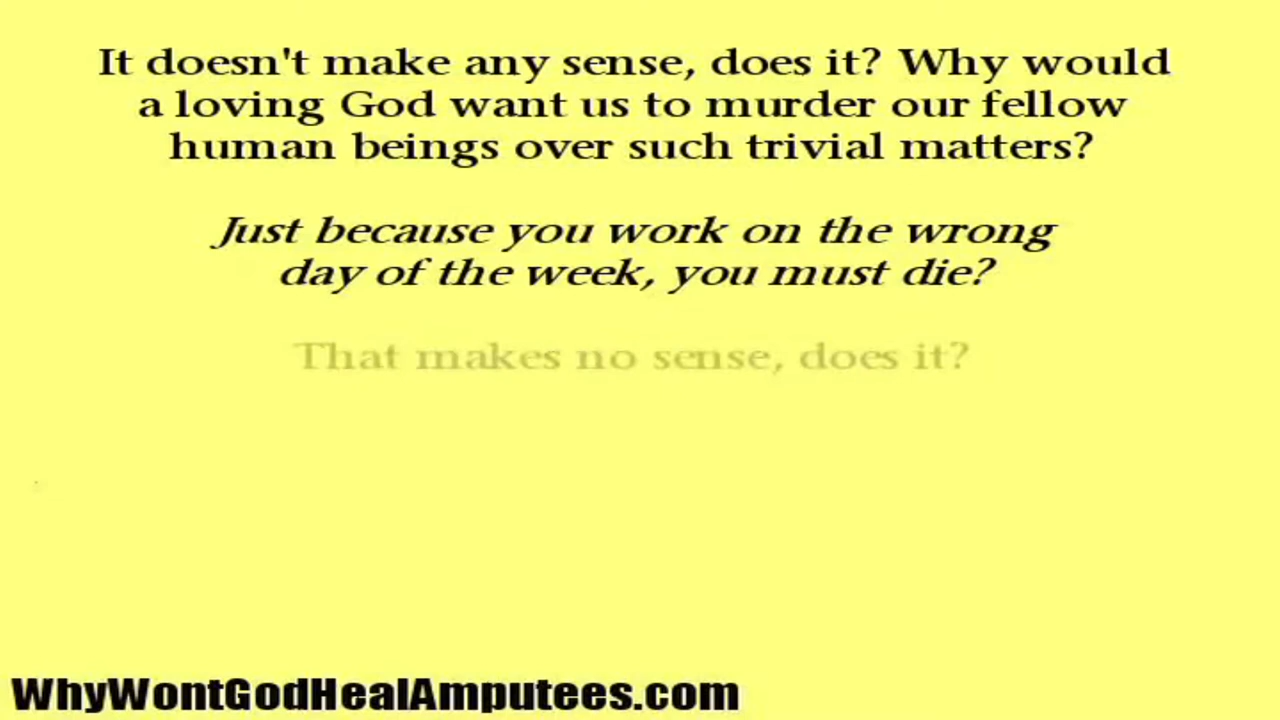 It doesn't make any sense, does it? Why would
a loving God want us to murder our fellow
human beings over such trivial matters?
Just because you work on the wrong
day of the week, you must die?
That makes no sense, does it?
WhyWontGodHealAmputees.com